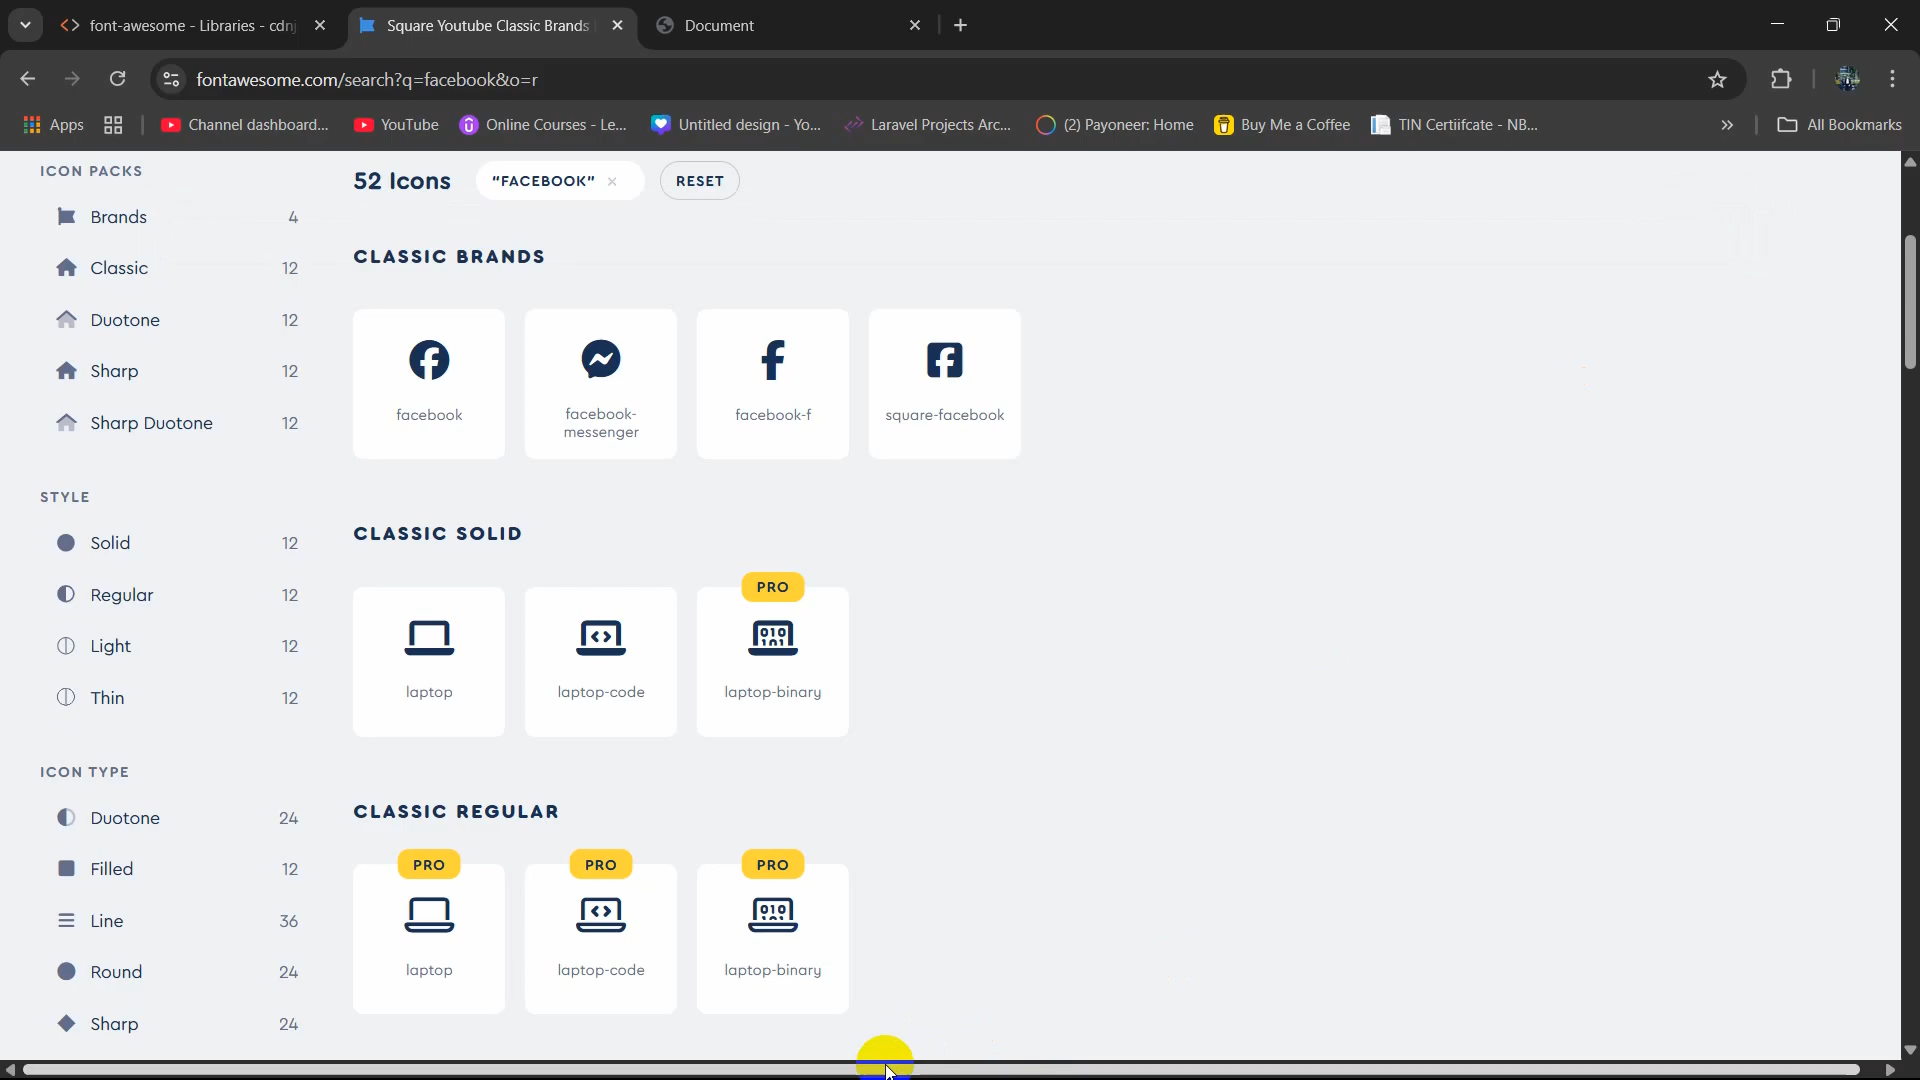 font-awesome - Libraries - cdnj
Square Youtube Classic Brands
Document
fontawesome.com/search?q=facebook&o=r
Apps
Channel dashboard...
YouTube
Online Courses - Le...
Untitled design - Yo...
Laravel Projects Arc...
(2) Payoneer: Home
Buy Me a Coffee
TIN Certiifcate - NB...
»
All Bookmarks
ICON PACKS
Brands 4
Classic 12
Duotone 12
Sharp 12
Sharp Duotone 12
STYLE
Solid 12
Regular 12
Light 12
Thin 12
ICON TYPE
Duotone 24
Filled 12
Line 36
Round 24
Sharp 24
52 Icons
“FACEBOOK” ×
RESET
CLASSIC BRANDS
facebook
facebook-
messenger
facebook-f
square-facebook
CLASSIC SOLID
PRO
laptop
laptop-code
laptop-binary
CLASSIC REGULAR
PRO
PRO
PRO
laptop
laptop-code
laptop-binary